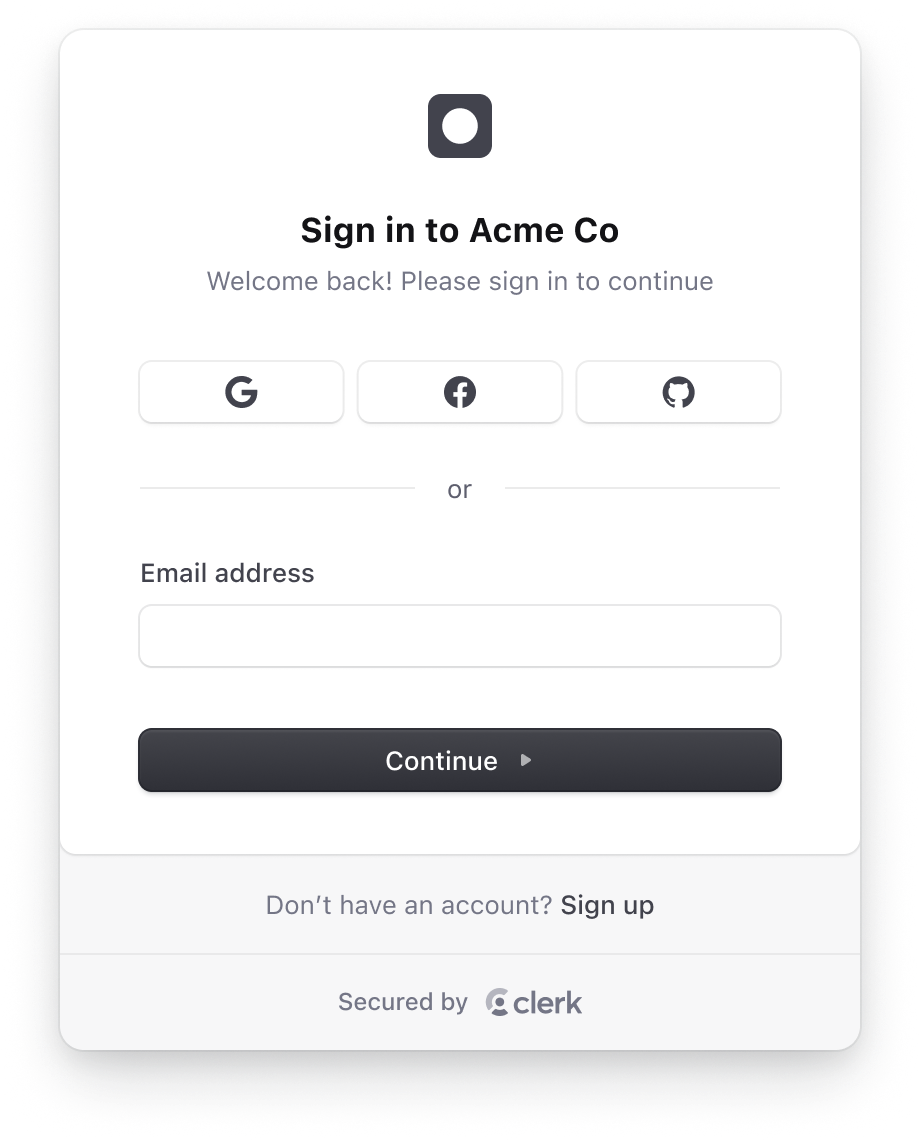 Sign in to Acme Co
Welcome back! Please sign in to continue
or
Email address
Continue
Don’t have an account? Sign up
Secured by clerk